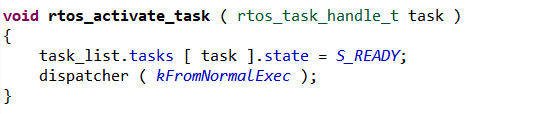 void rtos_activate_task ( rtos_task_handle_t task )
{
    task_list.tasks [ task ].state = S_READY;
    dispatcher ( kFromNormalExec );
}